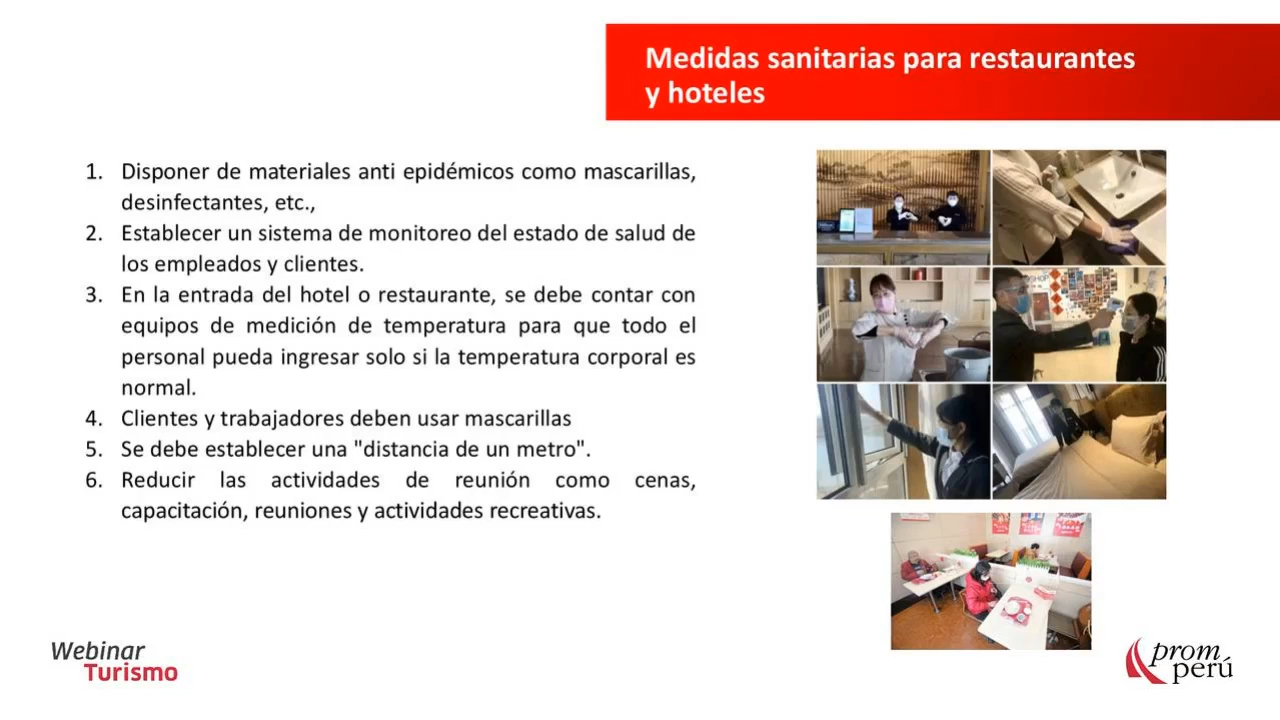 Medidas sanitarias para restaurantes
y hoteles
1. Disponer de materiales anti epidémicos como mascarillas,
desinfectantes, etc.,
2. Establecer un sistema de monitoreo del estado de salud de
los empleados y clientes.
3. En la entrada del hotel o restaurante, se debe contar con
equipos de medición de temperatura para que todo el
personal pueda ingresar solo si la temperatura corporal es
normal.
4. Clientes y trabajadores deben usar mascarillas
5. Se debe establecer una "distancia de un metro".
6. Reducir las actividades de reunión como cenas,
capacitación, reuniones y actividades recreativas.
Webinar
Turismo
prom
perú